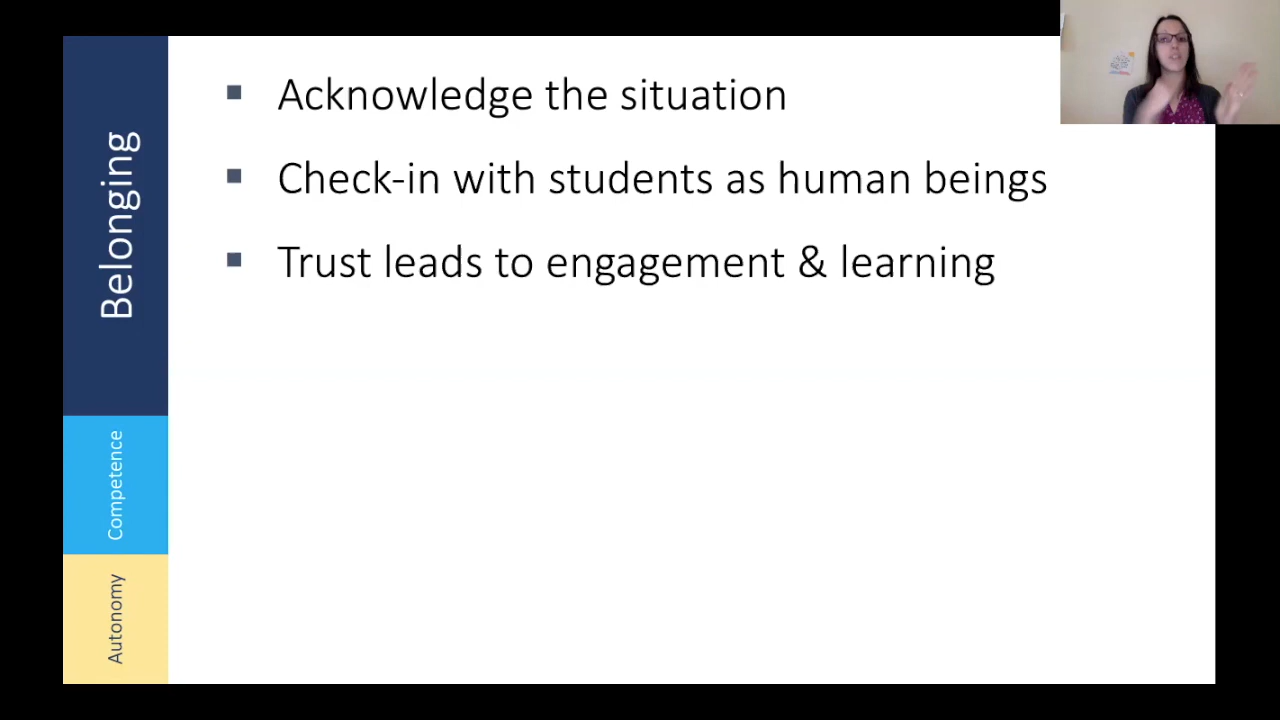 Belonging
Competence
Autonomy
Acknowledge the situation
Check-in with students as human beings
Trust leads to engagement & learning